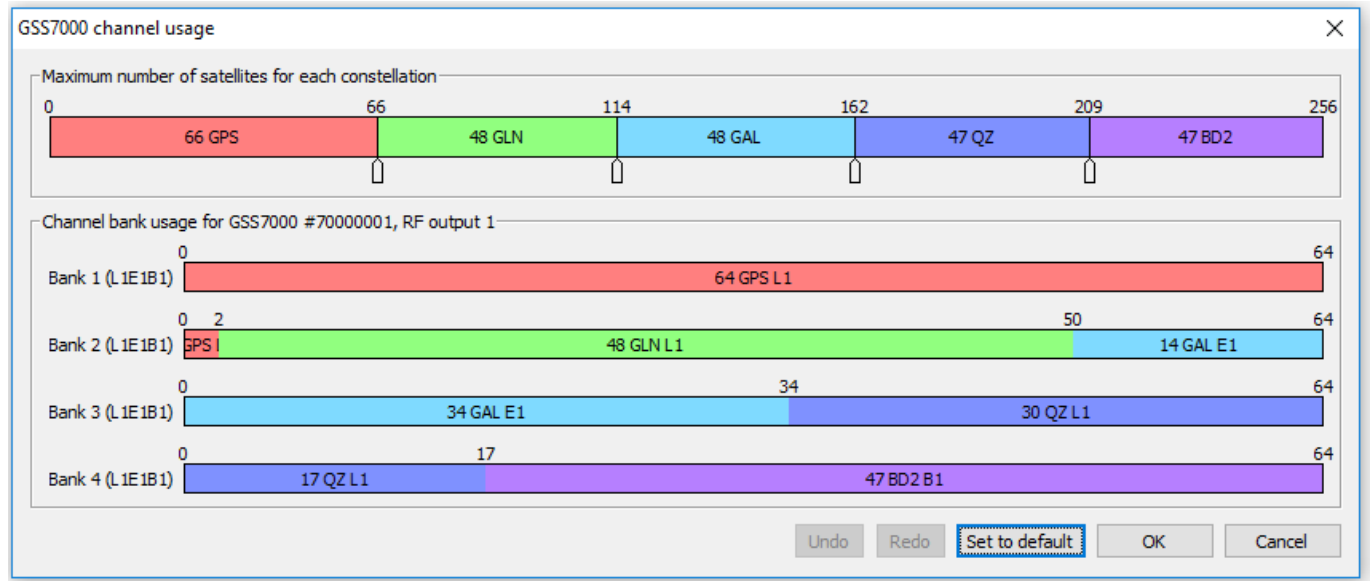 GSS7000 channel usage
Maximum number of satellites for each constellation
0 66 114 162 209 256
66 GPS 48 GLN 48 GAL 47 QZ 47 BD2
Channel bank usage for GSS7000 #70000001, RF output 1
0 64
Bank 1 (L1E1B1) 64 GPS L1
0 2 50 64
Bank 2 (L1E1B1) GPS 48 GLN L1 14 GAL E1
0 34 64
Bank 3 (L1E1B1) 34 GAL E1 30 QZ L1
0 17 64
Bank 4 (L1E1B1) 17 QZ L1 47 BD2 B1
Undo Redo Set to default OK Cancel